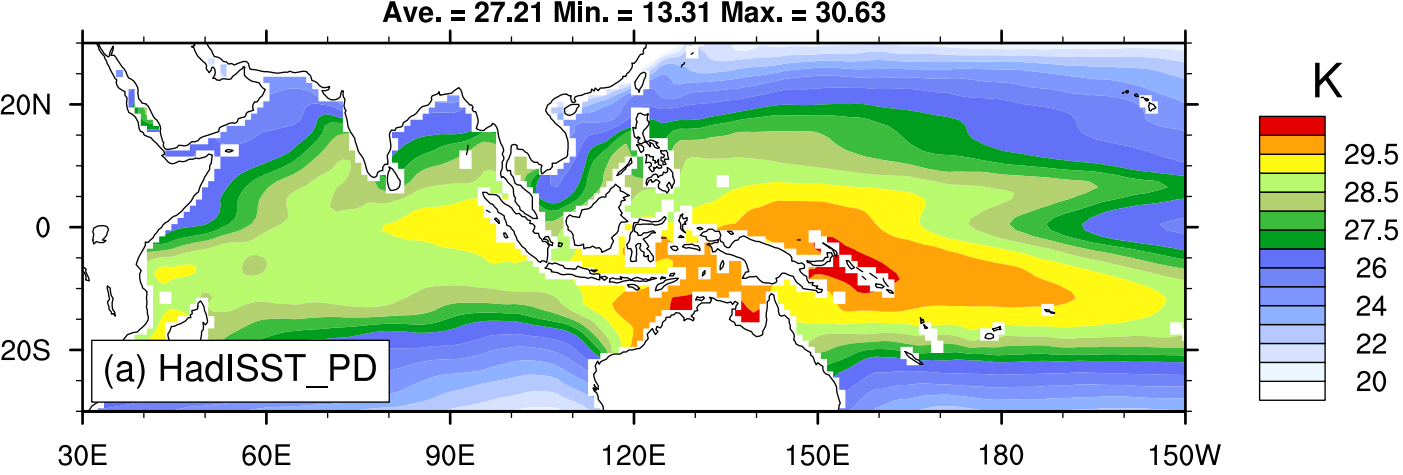 Ave. = 27.21 Min. = 13.31 Max. = 30.63
K
20N
0
20S
(a) HadISST_PD
29.5
28.5
27.5
26
24
22
20
30E 60E 90E 120E 150E 180 150W